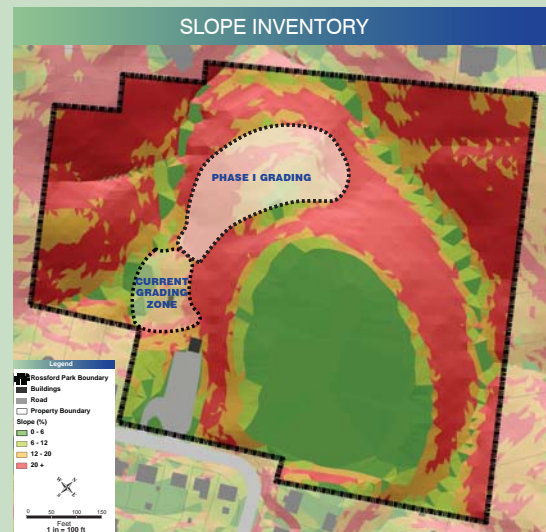 SLOPE INVENTORY
PHASE I GRADING
CURRENT
GRADING
ZONE
Legend
Rossford Park Boundary
Buildings
Road
Property Boundary
Slope (%)
0 - 6
6 - 12
12 - 20
20 +
0 50 100 150
Feet
1 in = 100 ft